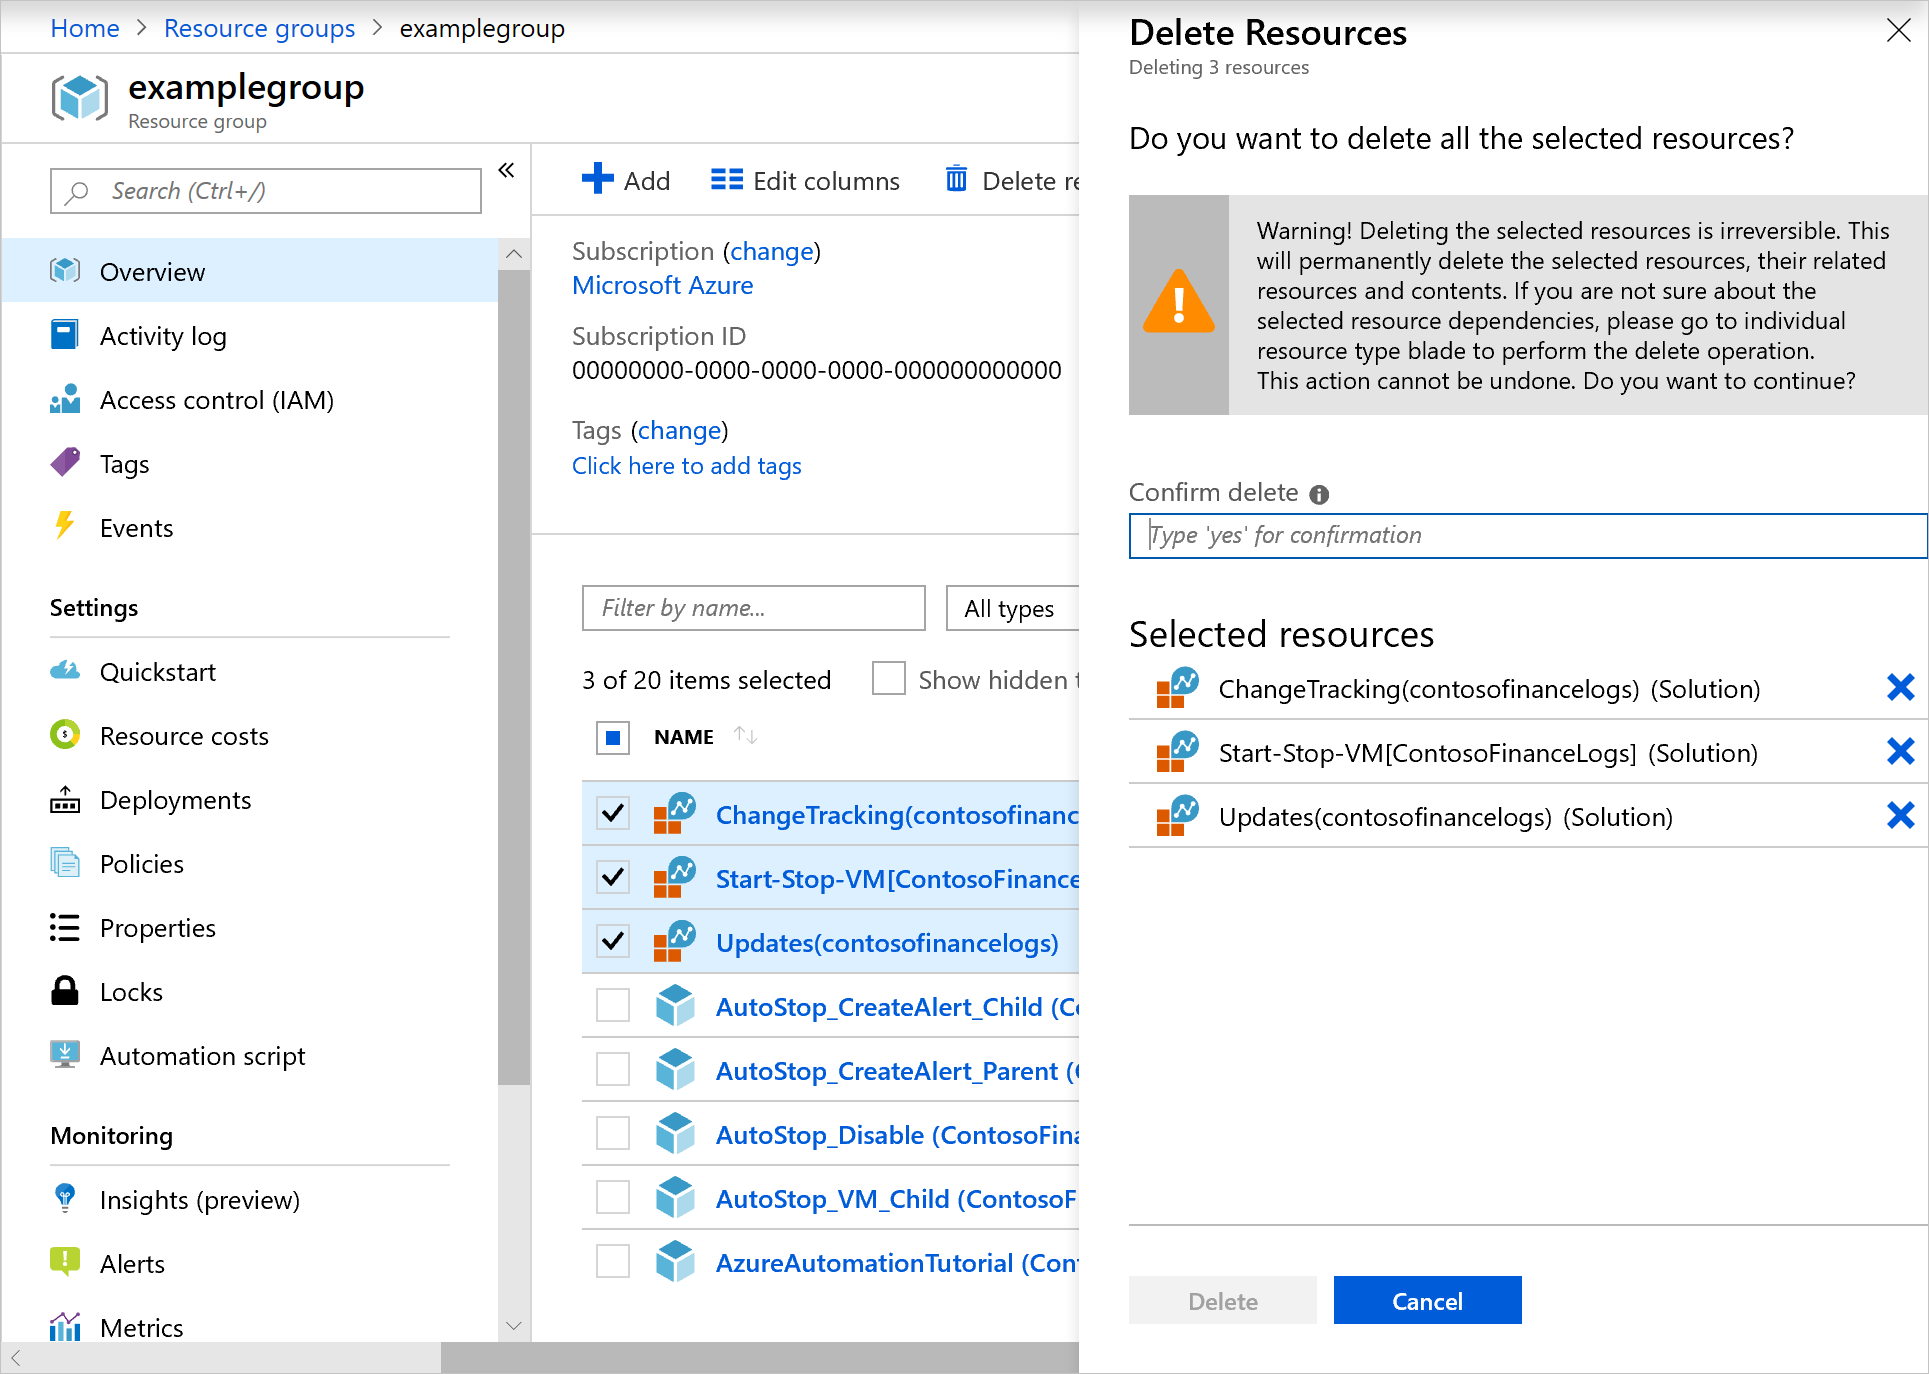 Home > Resource groups > examplegroup
examplegroup
Resource group
Search (Ctrl+/)
«
Overview
Activity log
Access control (IAM)
Tags
Events
Settings
Quickstart
Resource costs
Deployments
Policies
Properties
Locks
Automation script
Monitoring
Insights (preview)
Alerts
Metrics
Add
Edit columns
Delete re
Subscription (change)
Microsoft Azure
Subscription ID
00000000-0000-0000-0000-000000000000
Tags (change)
Click here to add tags
Filter by name...
All types
3 of 20 items selected
Show hidden t
NAME
ChangeTracking(contosofinanc
Start-Stop-VM[ContosoFinance
Updates(contosofinancelogs)
AutoStop_CreateAlert_Child (Co
AutoStop_CreateAlert_Parent (C
AutoStop_Disable (ContosoFina
AutoStop_VM_Child (ContosoF
AzureAutomationTutorial (Cont
Delete Resources
Deleting 3 resources
Do you want to delete all the selected resources?
Warning! Deleting the selected resources is irreversible. This
will permanently delete the selected resources, their related
resources and contents. If you are not sure about the
selected resource dependencies, please go to individual
resource type blade to perform the delete operation.
This action cannot be undone. Do you want to continue?
Confirm delete
Type 'yes' for confirmation
Selected resources
ChangeTracking(contosofinancelogs) (Solution)
Start-Stop-VM[ContosoFinanceLogs] (Solution)
Updates(contosofinancelogs) (Solution)
Delete
Cancel